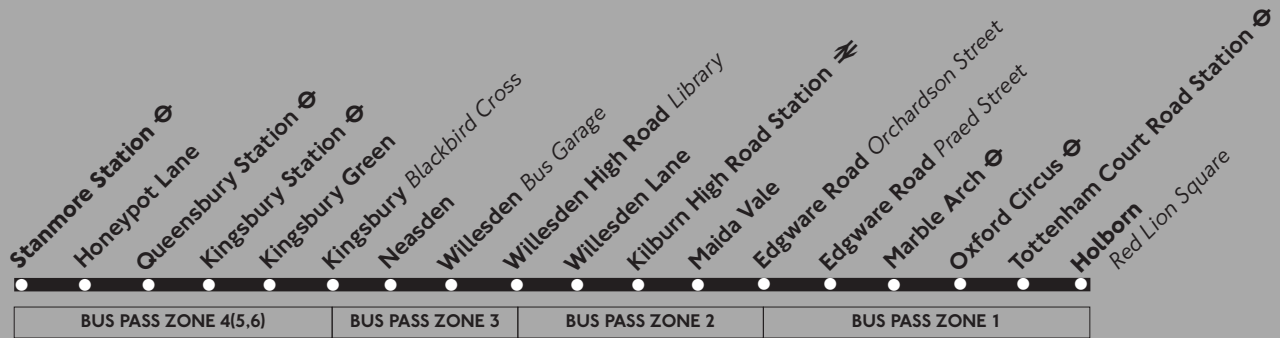 Stanmore Station
Honeypot Lane
Queensbury Station
Kingsbury Station
Kingsbury Green
Kingsbury Blackbird Cross
Neasden
Willesden Bus Garage
Willesden High Road Library
Willesden Lane
Kilburn High Road Station
Maida Vale
Edgware Road Orchardson Street
Edgware Road Praed Street
Marble Arch
Oxford Circus
Tottenham Court Road Station
Holborn
Red Lion Square
BUS PASS ZONE 4(5,6)
BUS PASS ZONE 3
BUS PASS ZONE 2
BUS PASS ZONE 1